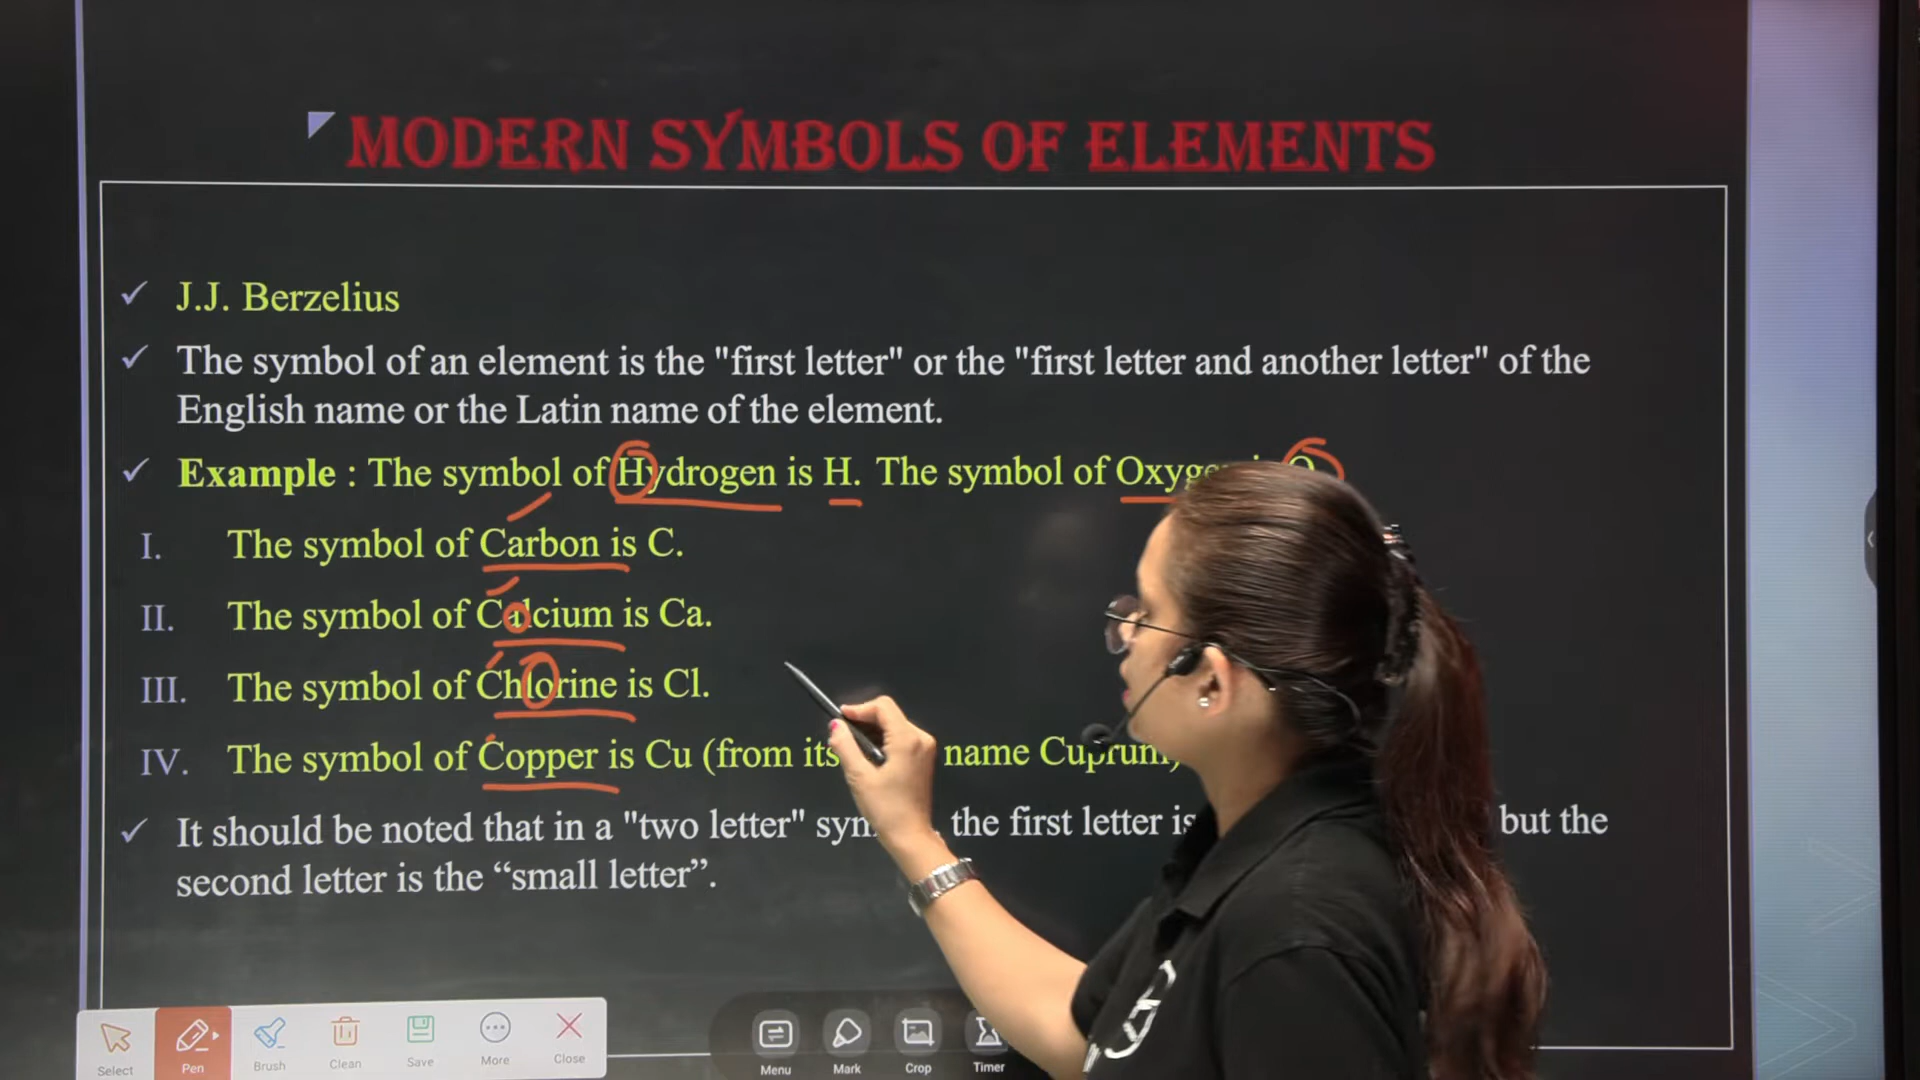 MODERN SYMBOLS OF ELEMENTS
✓ J.J. Berzelius
✓ The symbol of an element is the "first letter" or the "first letter and another letter" of the
English name or the Latin name of the element.
✓ Example : The symbol of Hydrogen is H. The symbol of
I. The symbol of Carbon is C.
II. The symbol of Calcium is Ca.
III. The symbol of Chlorine is Cl.
IV. The symbol of Copper is Cu (from its name Cuprum)
✓ It should be noted that in a "two letter" the first letter is but the
second letter is the “small letter”.
Select Pen Brush Clean Save More Close
Menu Mark Crop Timer